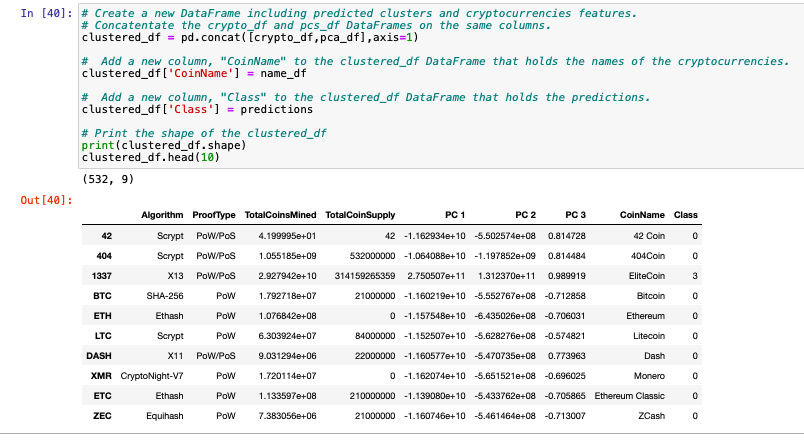 In [40]: # Create a new DataFrame including predicted clusters and cryptocurrencies features.
# Concatentate the crypto_df and pcs_df DataFrames on the same columns.
clustered_df = pd.concat([crypto_df,pca_df],axis=1)
#  Add a new column, "CoinName" to the clustered_df DataFrame that holds the names of the cryptocurrencies.
clustered_df['CoinName'] = name_df
#  Add a new column, "Class" to the clustered_df DataFrame that holds the predictions.
clustered_df['Class'] = predictions
# Print the shape of the clustered_df
print(clustered_df.shape)
clustered_df.head(10)
(532, 9)
Out[40]:
Algorithm ProofType TotalCoinsMined TotalCoinSupply PC 1 PC 2 PC 3 CoinName Class
42 Scrypt PoW/PoS 4.199995e+01 42 -1.162934e+10 -5.502574e+08 0.814728 42 Coin 0
404 Scrypt PoW/PoS 1.055185e+09 532000000 -1.064088e+10 -1.197852e+09 0.814484 404Coin 0
1337 X13 PoW/PoS 2.927942e+10 314159265359 2.750507e+11 1.312370e+11 0.989919 EliteCoin 3
BTC SHA-256 PoW 1.792718e+07 21000000 -1.160219e+10 -5.552767e+08 -0.712858 Bitcoin 0
ETH Ethash PoW 1.076842e+08 0 -1.157548e+10 -6.435026e+08 -0.706031 Ethereum 0
LTC Scrypt PoW 6.303924e+07 84000000 -1.152507e+10 -5.628276e+08 -0.574821 Litecoin 0
DASH X11 PoW/PoS 9.031294e+06 22000000 -1.160577e+10 -5.470735e+08 0.773963 Dash 0
XMR CryptoNight-V7 PoW 1.720114e+07 0 -1.162074e+10 -5.651521e+08 -0.696025 Monero 0
ETC Ethash PoW 1.133597e+08 210000000 -1.139080e+10 -5.433762e+08 -0.705865 Ethereum Classic 0
ZEC Equihash PoW 7.383056e+06 21000000 -1.160746e+10 -5.461464e+08 -0.713007 ZCash 0